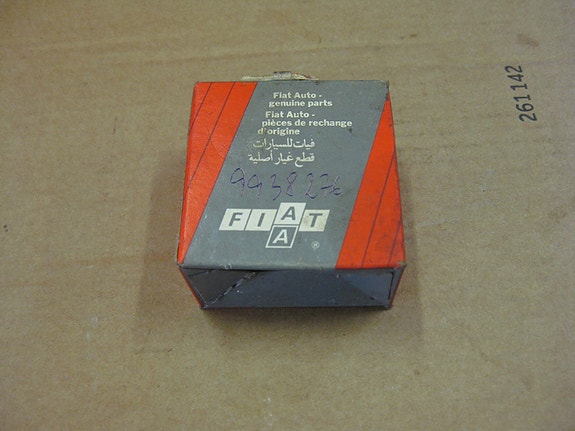 Fiat Auto -
genuine parts
Fiat Auto -
pièces de rechange
d'origine
فيات للسيارات
قطع غيار أصلية
9938276
FIAT
A
®
261142